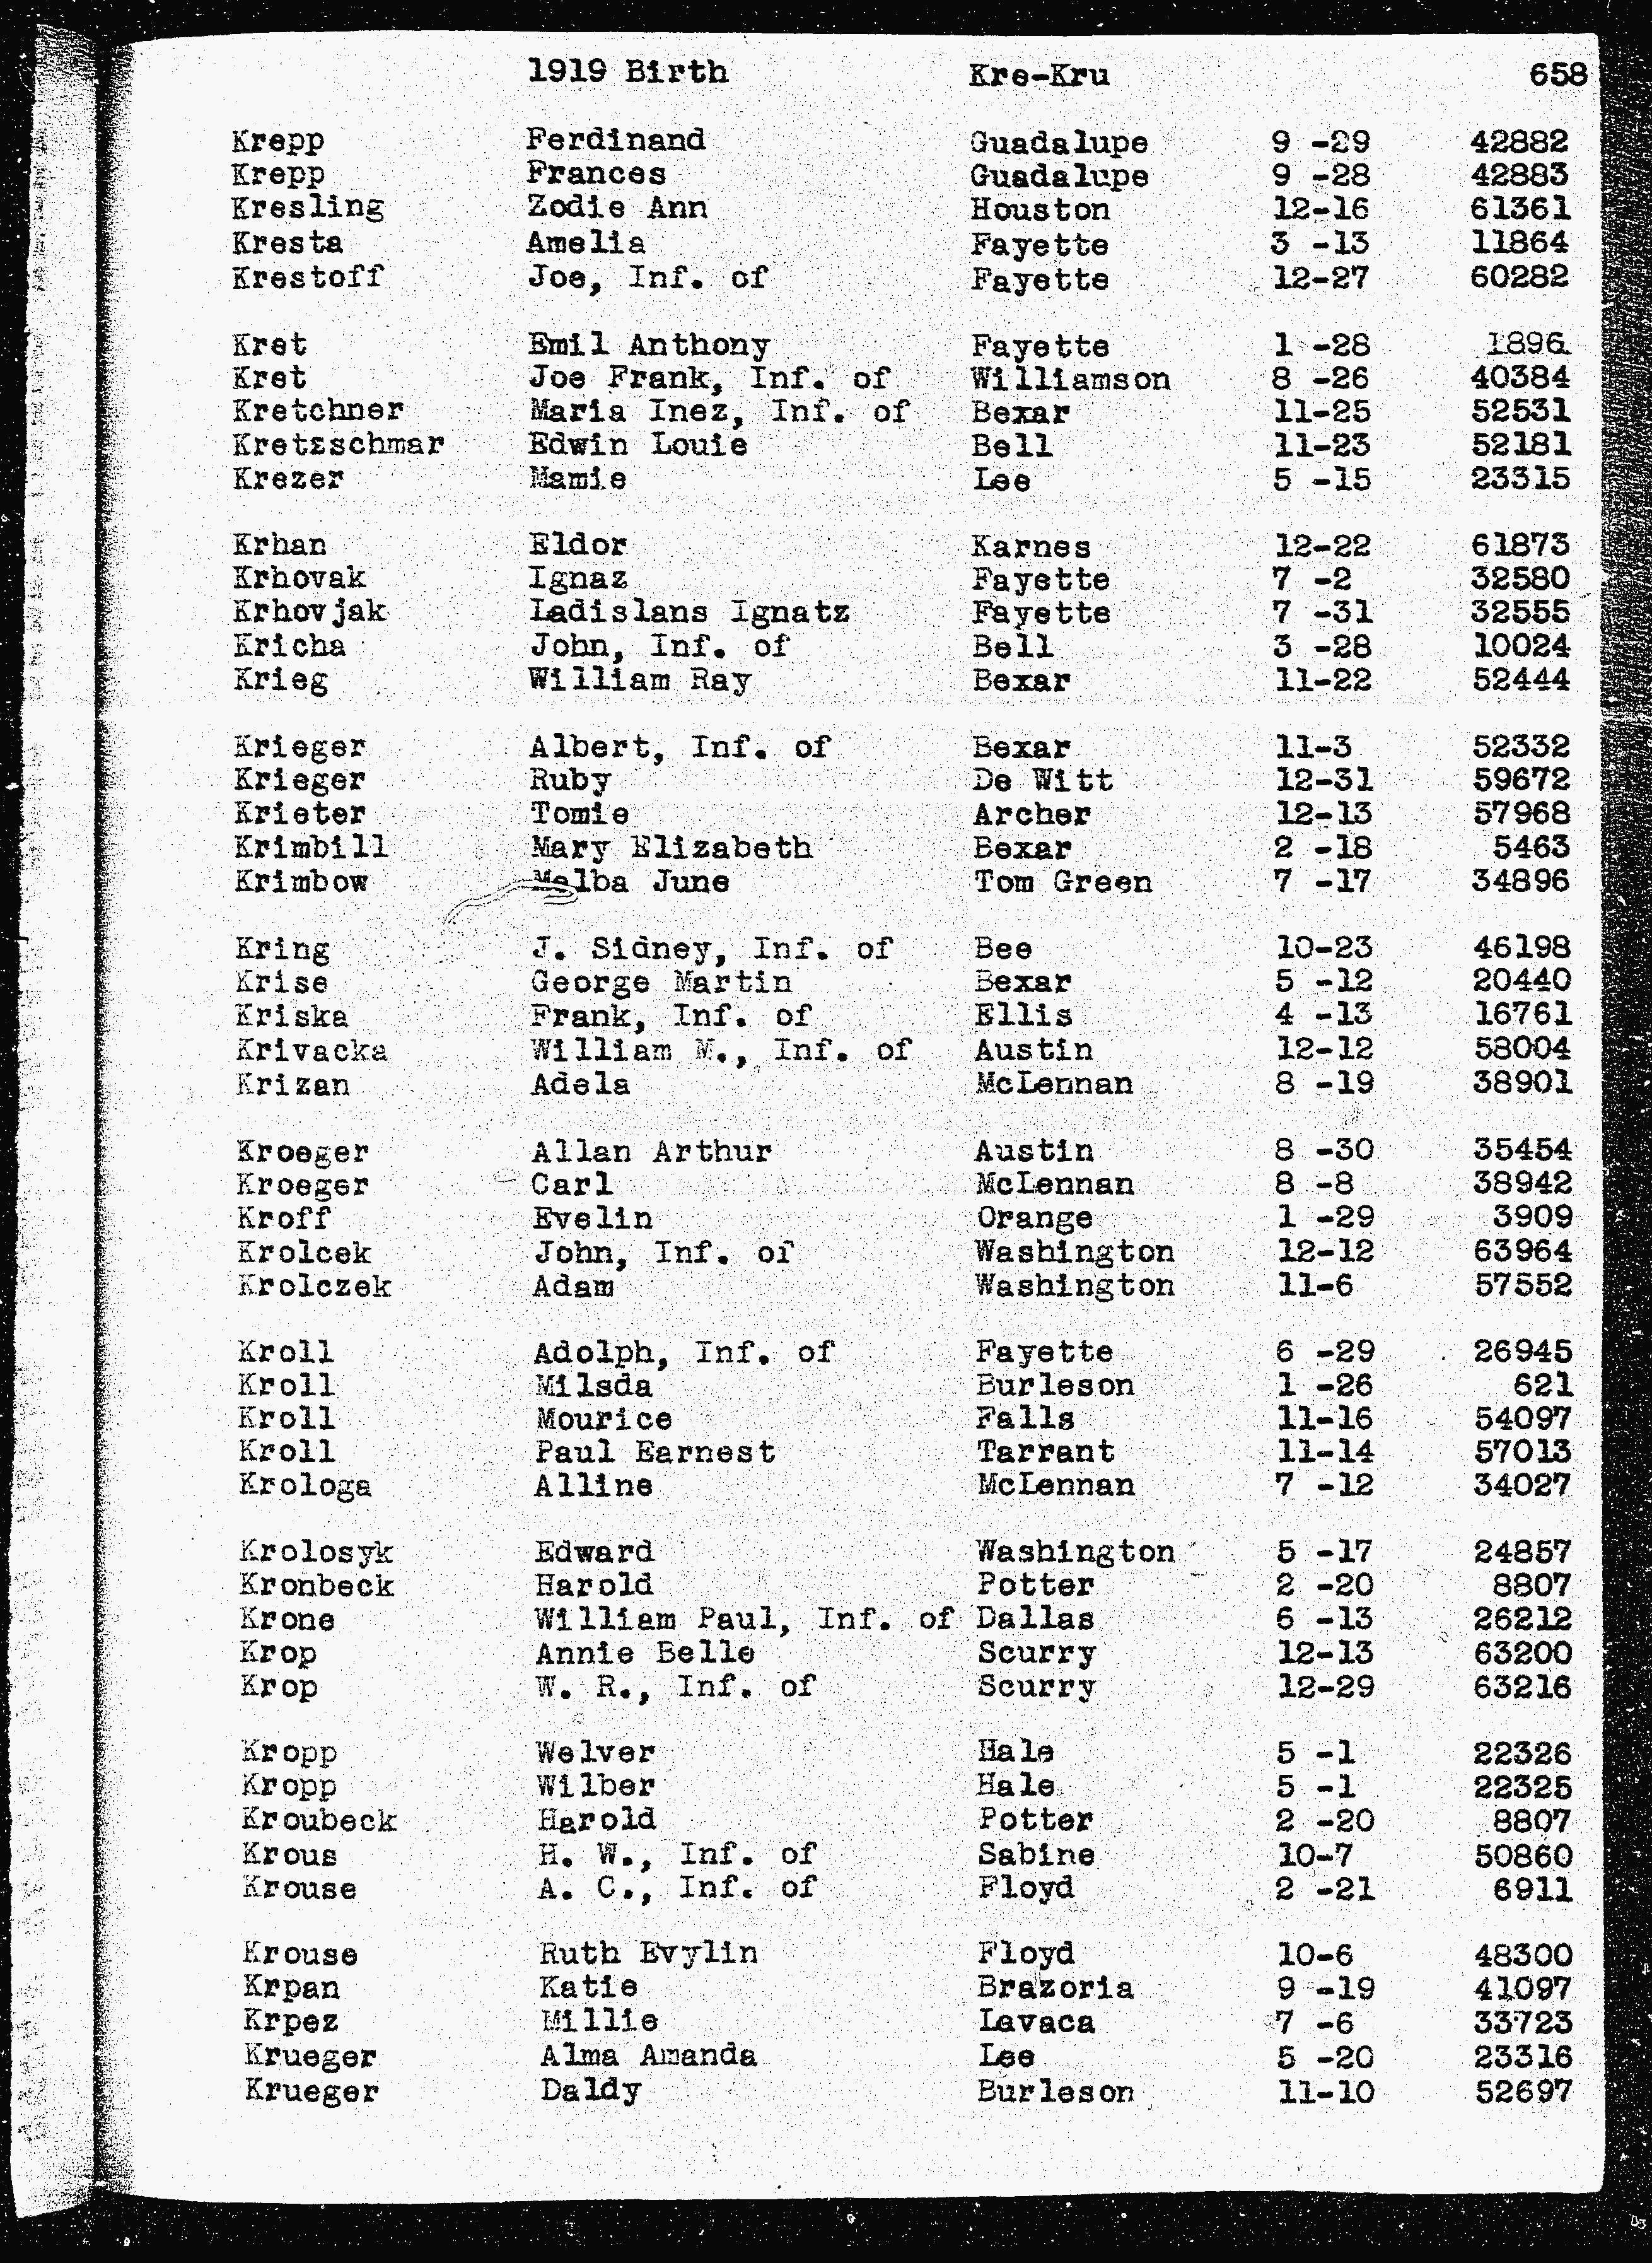 1919 Birth Kre-Kru 658
Krepp Ferdinand Guadalupe 9 -29 42882
Krepp Frances Guadalupe 9 -28 42883
Kresling Zodie Ann Houston 12-16 61361
Kresta Amelia Fayette 3 -13 11864
Krestoff Joe, Inf. of Fayette 12-27 60282
Kret Emil Anthony Fayette 1 -28 1896
Kret Joe Frank, Inf. of Williamson 8 -26 40384
Kretchner Maria Inez, Inf. of Bexar 11-25 52531
Kretzschmar Edwin Louie Bell 11-23 52181
Krezer Mamie Lee 5 -15 23315
Krhan Eldor Karnes 12-22 61873
Krhovak Ignaz Fayette 7 -2 32580
Krhovjak Ladislans Ignatz Fayette 7 -31 32555
Kricha John, Inf. of Bell 3 -28 10024
Krieg William Ray Bexar 11-22 52444
Krieger Albert, Inf. of Bexar 11-3 52332
Krieger Ruby De Witt 12-31 59672
Krieter Tomie Archer 12-13 57968
Krimbill Mary Elizabeth Bexar 2 -18 5463
Krimbow Melba June Tom Green 7 -17 34896
Kring J. Sidney, Inf. of Bee 10-23 46198
Krise George Martin Bexar 5 -12 20440
Kriska Frank, Inf. of Ellis 4 -13 16761
Krivacka William M., Inf. of Austin 12-12 58004
Krizan Adela McLennan 8 -19 38901
Kroeger Allan Arthur Austin 8 -30 35454
Kroeger Carl McLennan 8 -8 38942
Kroff Evelin Orange 1 -29 3909
Krolcek John, Inf. of Washington 12-12 63964
Krolczek Adam Washington 11-6 57552
Kroll Adolph, Inf. of Fayette 6 -29 26945
Kroll Milsda Burleson 1 -26 621
Kroll Mourice Falls 11-16 54097
Kroll Paul Earnest Tarrant 11-14 57013
Krologa Alline McLennan 7 -12 34027
Krolosyk Edward Washington 5 -17 24857
Kronbeck Harold Potter 2 -20 8807
Krone William Paul, Inf. of Dallas 6 -13 26212
Krop Annie Belle Scurry 12-13 63200
Krop W. R., Inf. of Scurry 12-29 63216
Kropp Welver Hale 5 -1 22326
Kropp Wilber Hale 5 -1 22325
Kroubeck Harold Potter 2 -20 8807
Krous H. W., Inf. of Sabine 10-7 50860
Krouse A. C., Inf. of Floyd 2 -21 6911
Krouse Ruth Evylin Floyd 10-6 48300
Krpan Katie Brazoria 9 -19 41097
Krpez Millie Lavaca 7 -6 33723
Krueger Alma Amanda Lee 5 -20 23316
Krueger Daldy Burleson 11-10 52697